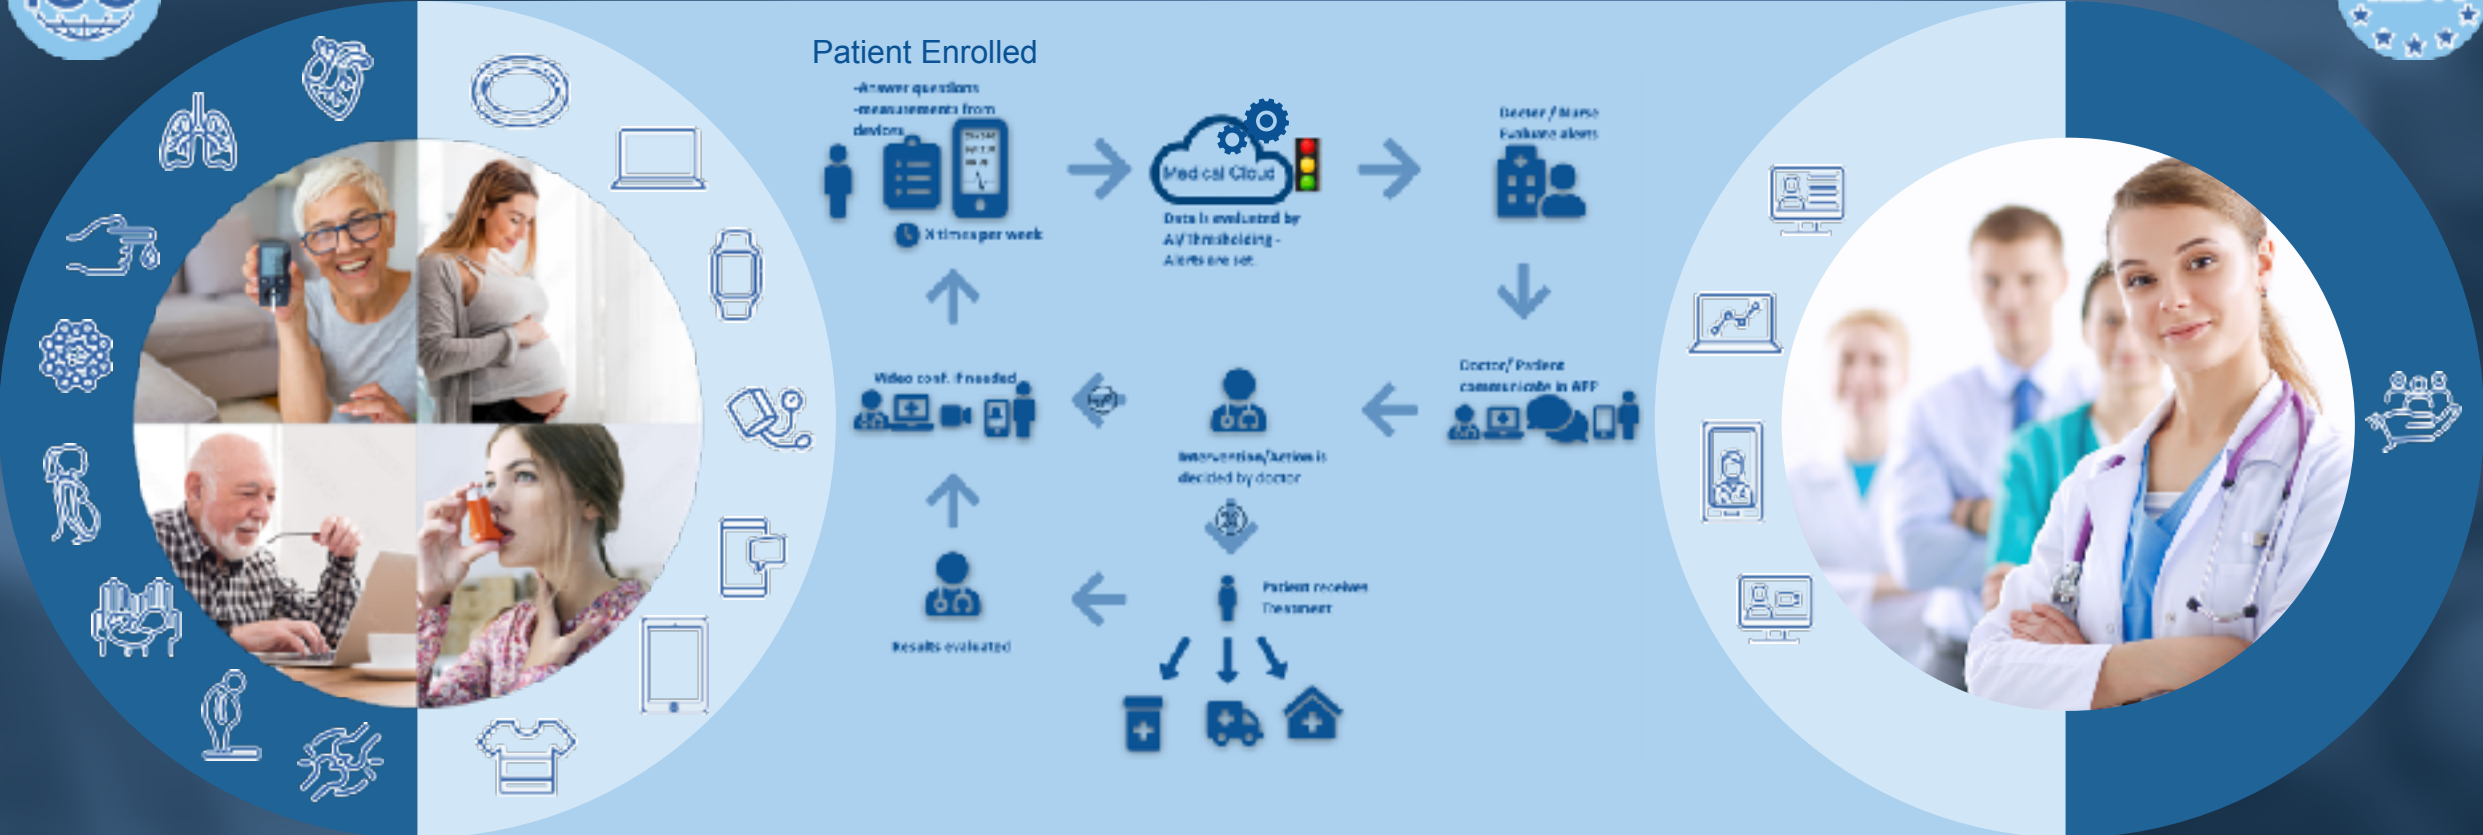 Patient Enrolled
-Answer questions
-measurements from
devices
X times per week
Medical Cloud
Data is evaluated by
AI/Thresholding -
Alerts are set.
Doctor / Nurse
Evaluate alerts
Doctor/ Patient
communicate in APP
Intervention/Action is
decided by doctor
Video conf. if needed
Patient receives
Treatment
Results evaluated